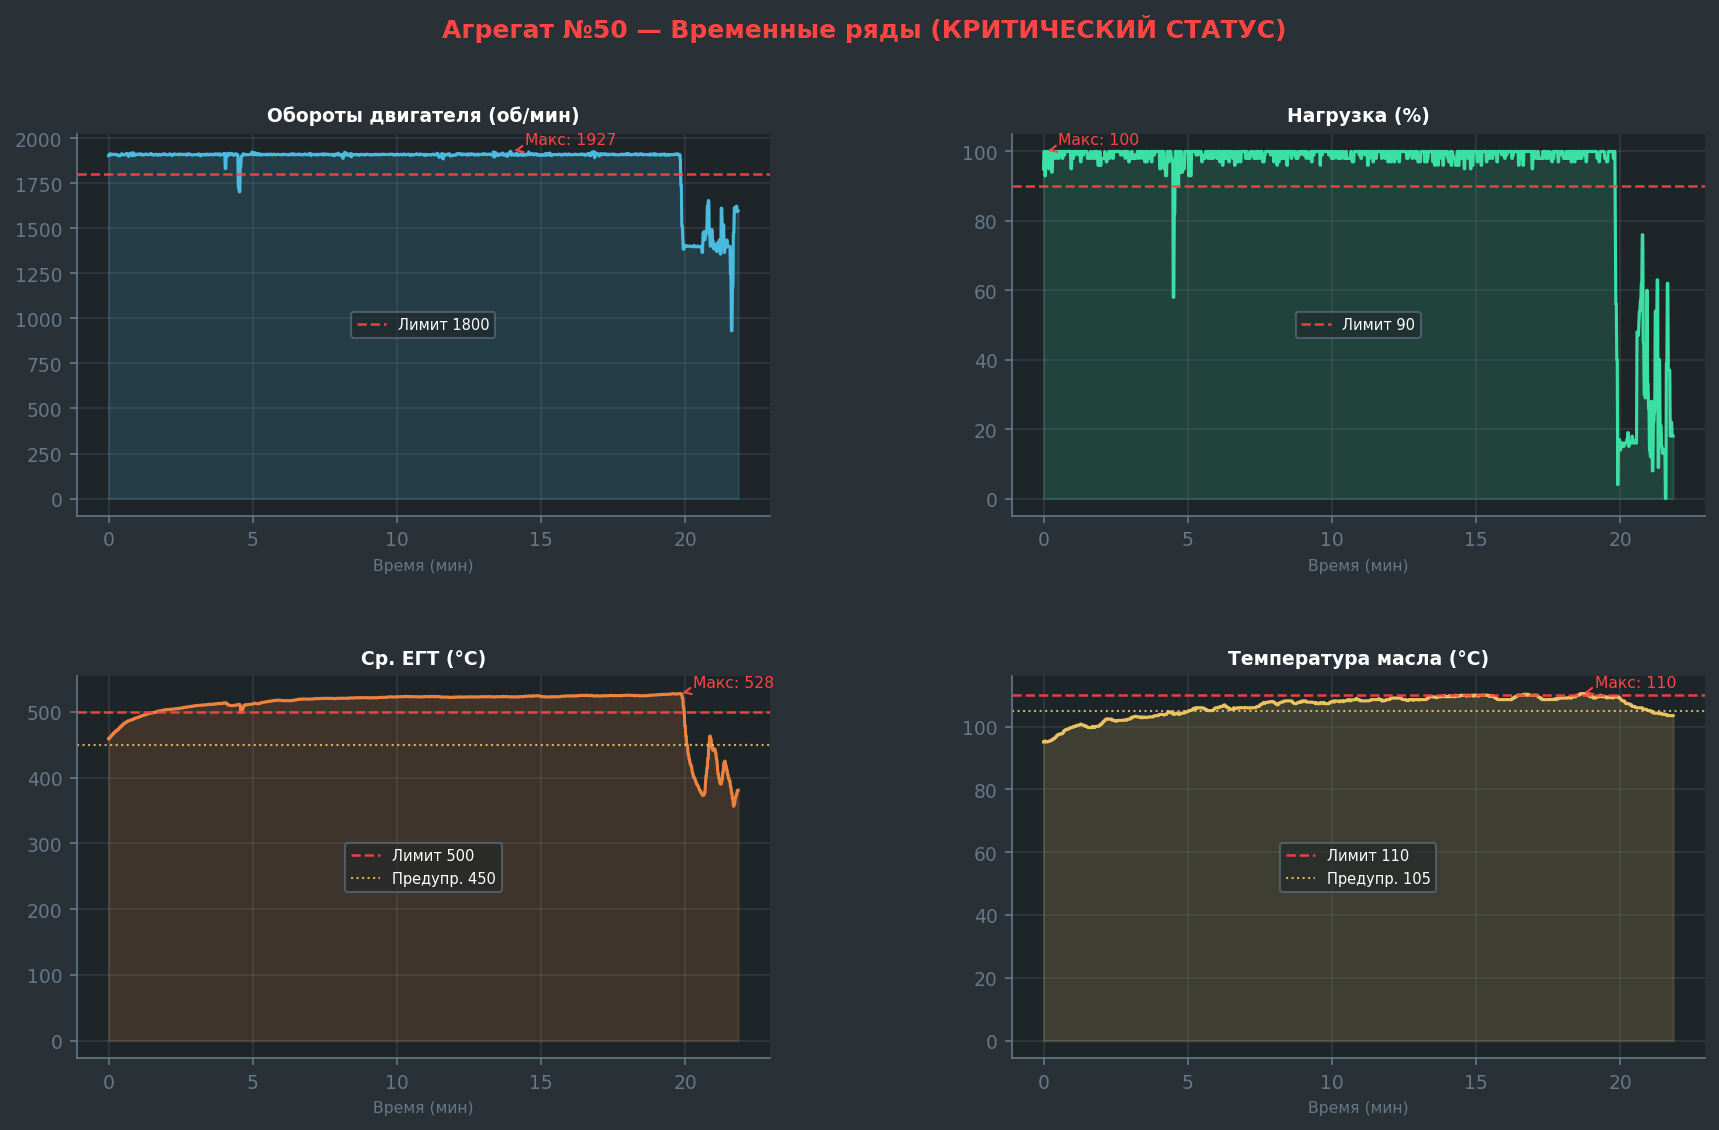 Агрегат №50 — Временные ряды (КРИТИЧЕСКИЙ СТАТУС)
Обороты двигателя (об/мин)
Макс: 1927
2000
1750
1500
1250
1000
750
500
250
0
Лимит 1800
0 5 10 15 20
Время (мин)
Нагрузка (%)
Макс: 100
100
80
60
40
20
0
Лимит 90
0 5 10 15 20
Время (мин)
Ср. ЕГТ (°C)
Макс: 528
500
400
300
200
100
0
Лимит 500
Предупр. 450
0 5 10 15 20
Время (мин)
Температура масла (°C)
Макс: 110
100
80
60
40
20
0
Лимит 110
Предупр. 105
0 5 10 15 20
Время (мин)